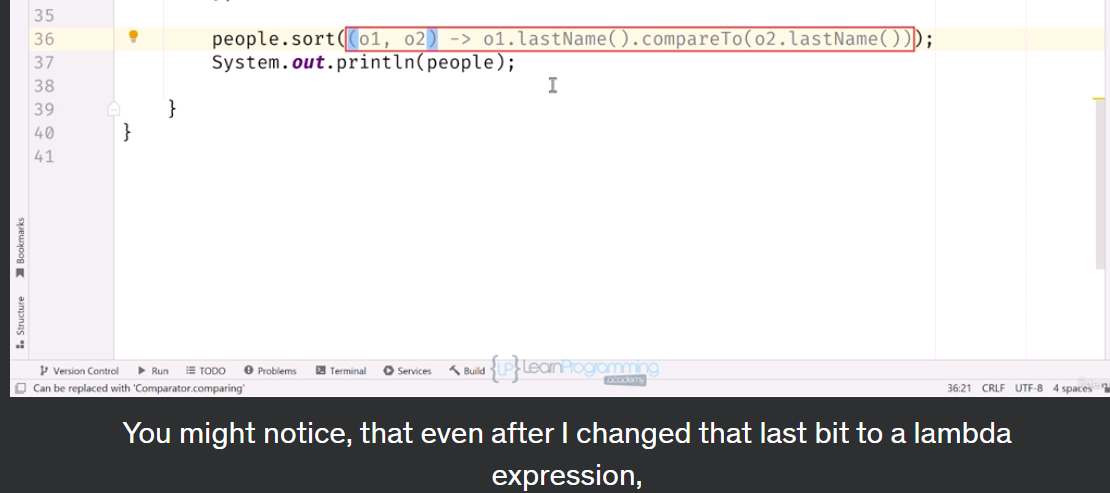 35
36 people.sort((o1, o2) -> o1.lastName().compareTo(o2.lastName()));
37 System.out.println(people);
38
39 }
40 }
41
Bookmarks
Structure
Version Control Run TODO Problems Terminal Services Build
{LP} LearnProgramming
academy
Can be replaced with 'Comparator.comparing'
36:21 CRLF UTF-8 4 spaces
You might notice, that even after I changed that last bit to a lambda
expression,